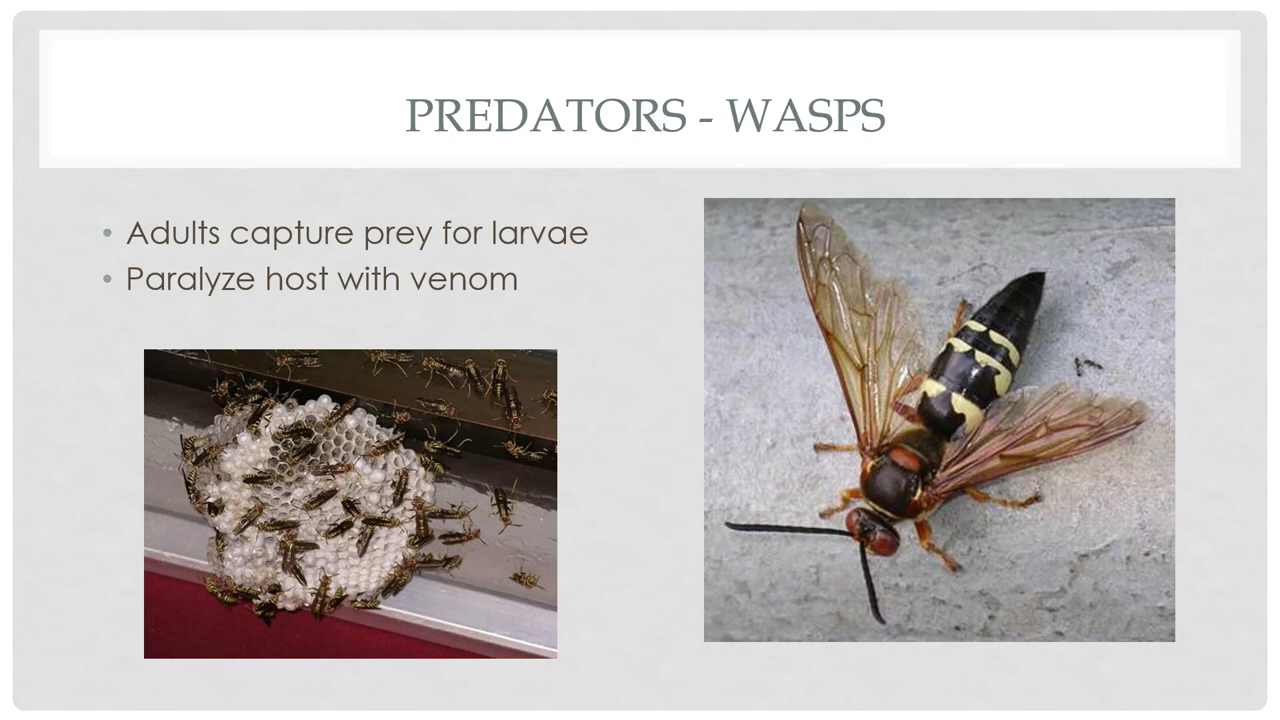 PREDATORS - WASPS
• Adults capture prey for larvae
• Paralyze host with venom